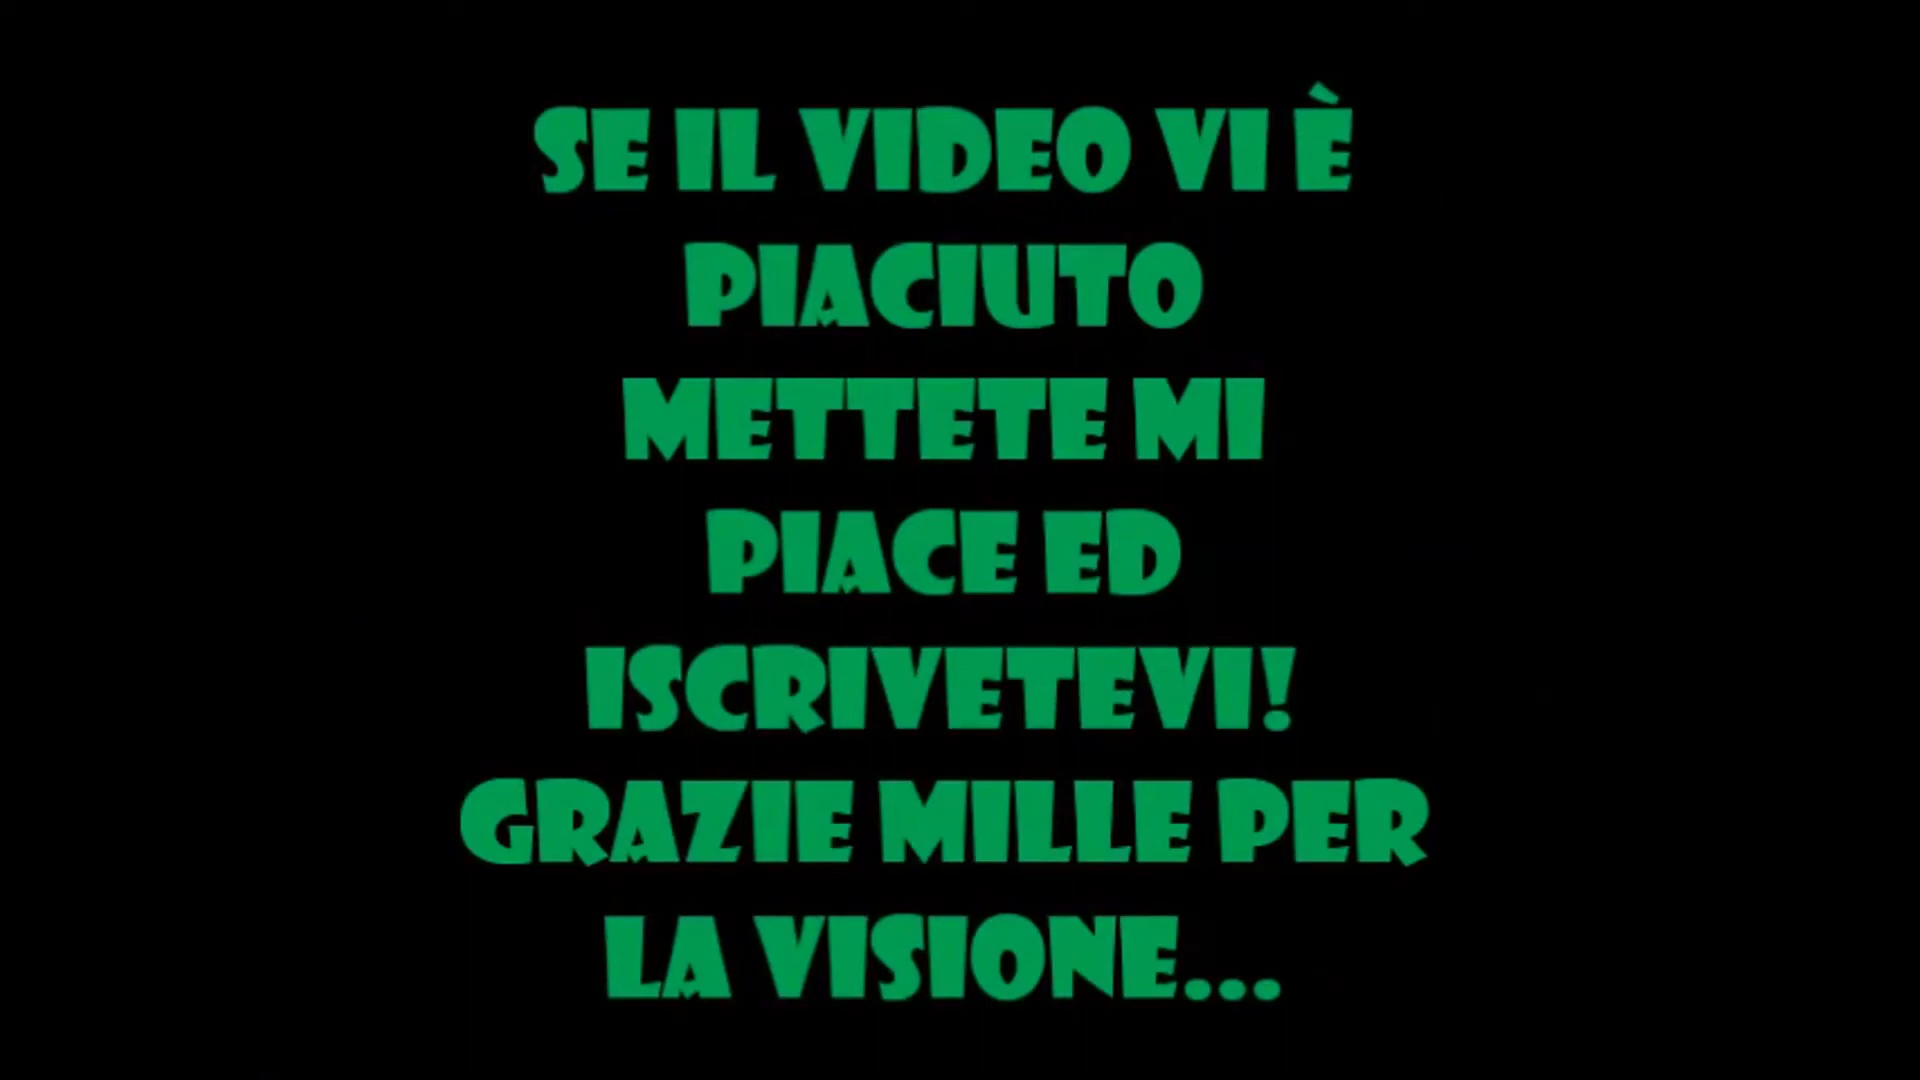 SE IL VIDEO VI È
PIACIUTO
METTETE MI
PIACE ED
ISCRIVETEVI!
GRAZIE MILLE PER
LA VISIONE...